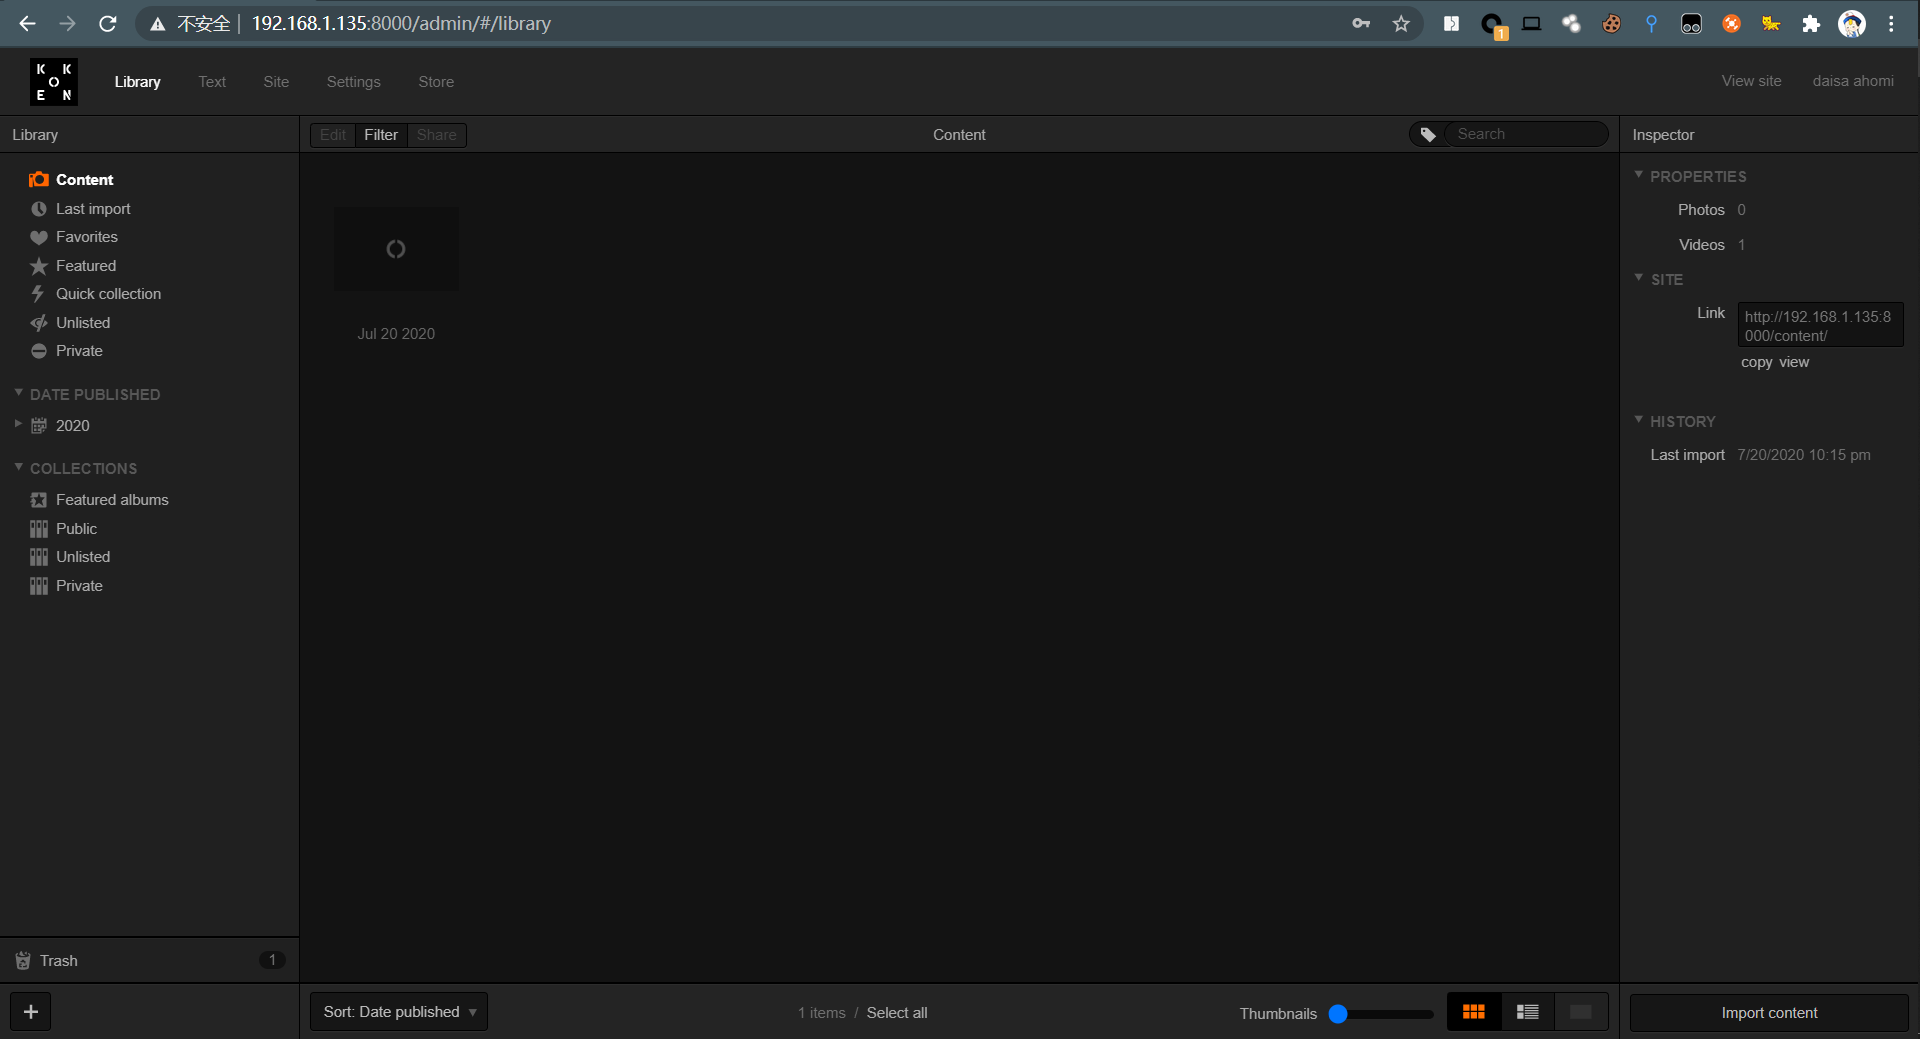 不安全 192.168.1.135:8000/admin/#/library
1
K K
O
E N
Library Text Site Settings Store
View site daisa ahomi
Library
Edit Filter Share
Content
Search
Inspector
Content
Last import
Favorites
Featured
Quick collection
Unlisted
Private
DATE PUBLISHED
2020
COLLECTIONS
Featured albums
Public
Unlisted
Private
Trash 1
+
Jul 20 2020
Sort: Date published
1 items / Select all
Thumbnails
PROPERTIES
Photos 0
Videos 1
SITE
Link http://192.168.1.135:8
000/content/
copy view
HISTORY
Last import 7/20/2020 10:15 pm
Import content